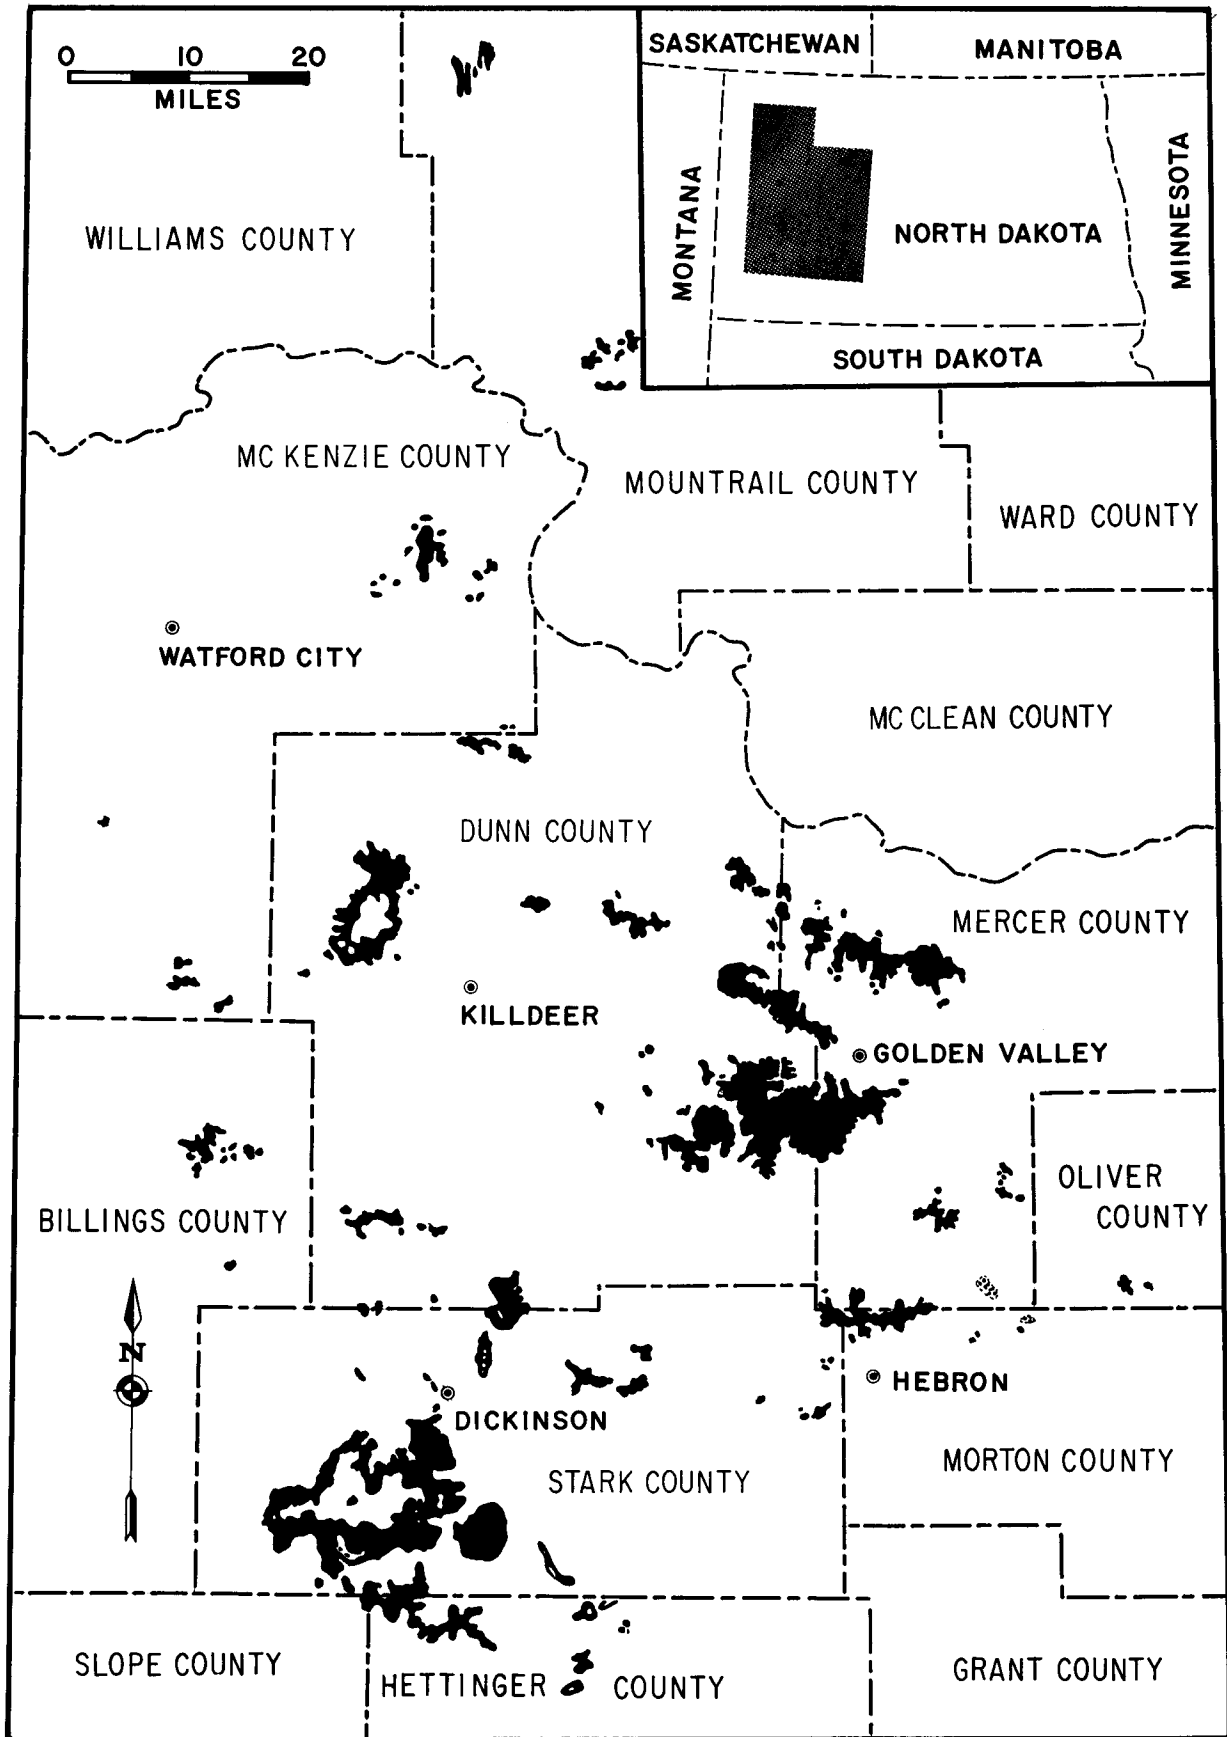 0 10 20
MILES
SASKATCHEWAN
MANITOBA
MONTANA
NORTH DAKOTA
MINNESOTA
SOUTH DAKOTA
WILLIAMS COUNTY
MC KENZIE COUNTY
MOUNTRAIL COUNTY
WARD COUNTY
WATFORD CITY
MC CLEAN COUNTY
DUNN COUNTY
MERCER COUNTY
KILLDEER
GOLDEN VALLEY
OLIVER
COUNTY
BILLINGS COUNTY
N
HEBRON
DICKINSON
STARK COUNTY
MORTON COUNTY
SLOPE COUNTY
HETTINGER COUNTY
GRANT COUNTY